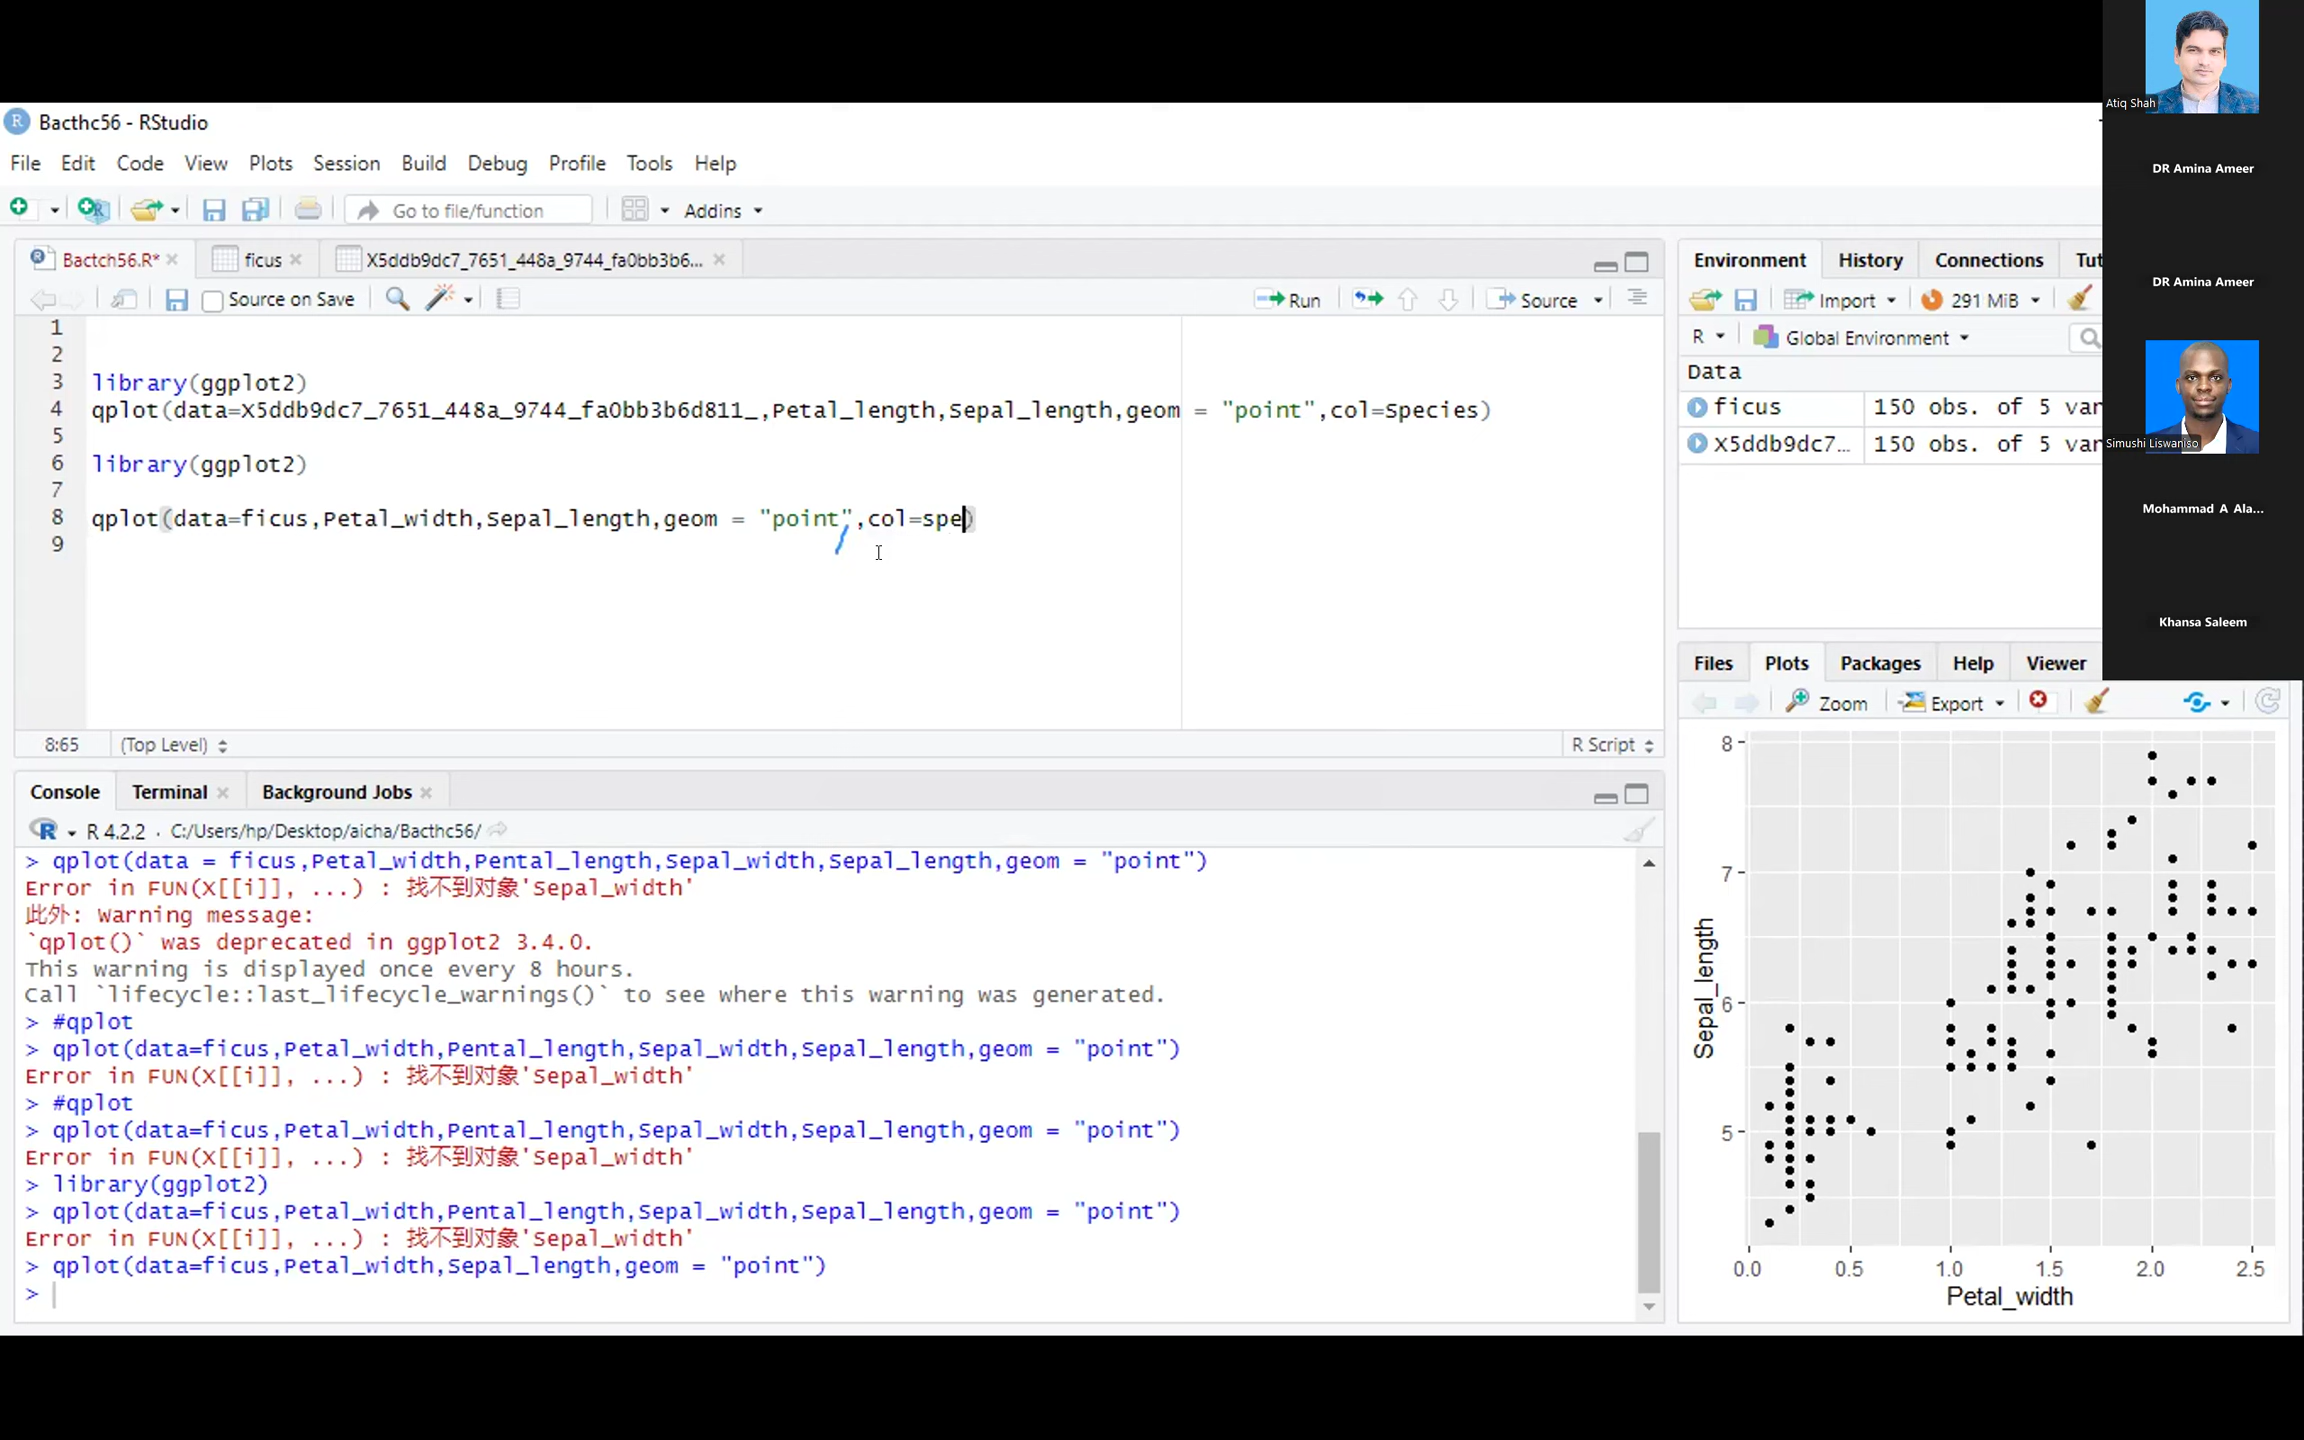 Bacthc56 - RStudio
File Edit Code View Plots Session Build Debug Profile Tools Help
Go to file/function Addins
Bactch56.R* ficus X5ddb9dc7_7651_448a_9744_fa0bb3b6...
Source on Save Run Source
1
2
3 library(ggplot2)
4 qplot(data=X5ddb9dc7_7651_448a_9744_fa0bb3b6d811_,Petal_length,Sepal_length,geom = "point",col=Species)
5
6 library(ggplot2)
7
8 qplot(data=ficus,Petal_width,Sepal_length,geom = "point",col=spe)
9
8:65 (Top Level) R Script
Console Terminal Background Jobs
R 4.2.2 · C:/Users/hp/Desktop/aicha/Bacthc56/
> qplot(data = ficus,Petal_width,Pental_length,Sepal_width,Sepal_length,geom = "point")
Error in FUN(X[[i]], ...) : 找不到对象'Sepal_width'
此外: Warning message:
`qplot()` was deprecated in ggplot2 3.4.0.
This warning is displayed once every 8 hours.
Call `lifecycle::last_lifecycle_warnings()` to see where this warning was generated.
> #qplot
> qplot(data=ficus,Petal_width,Pental_length,Sepal_width,Sepal_length,geom = "point")
Error in FUN(X[[i]], ...) : 找不到对象'Sepal_width'
> #qplot
> qplot(data=ficus,Petal_width,Pental_length,Sepal_width,Sepal_length,geom = "point")
Error in FUN(X[[i]], ...) : 找不到对象'Sepal_width'
> library(ggplot2)
> qplot(data=ficus,Petal_width,Pental_length,Sepal_width,Sepal_length,geom = "point")
Error in FUN(X[[i]], ...) : 找不到对象'Sepal_width'
> qplot(data=ficus,Petal_width,Sepal_length,geom = "point")
>
Environment History Connections Tut
Import 291 MiB
R Global Environment
Data
ficus 150 obs. of 5 var
X5ddb9dc7... 150 obs. of 5 var
Files Plots Packages Help Viewer
Zoom Export
8
7
6
5
Sepal_length
0.0 0.5 1.0 1.5 2.0 2.5
Petal_width
Atiq Shah
DR Amina Ameer
DR Amina Ameer
Simushi Liswaniso
Mohammad A Ala...
Khansa Saleem